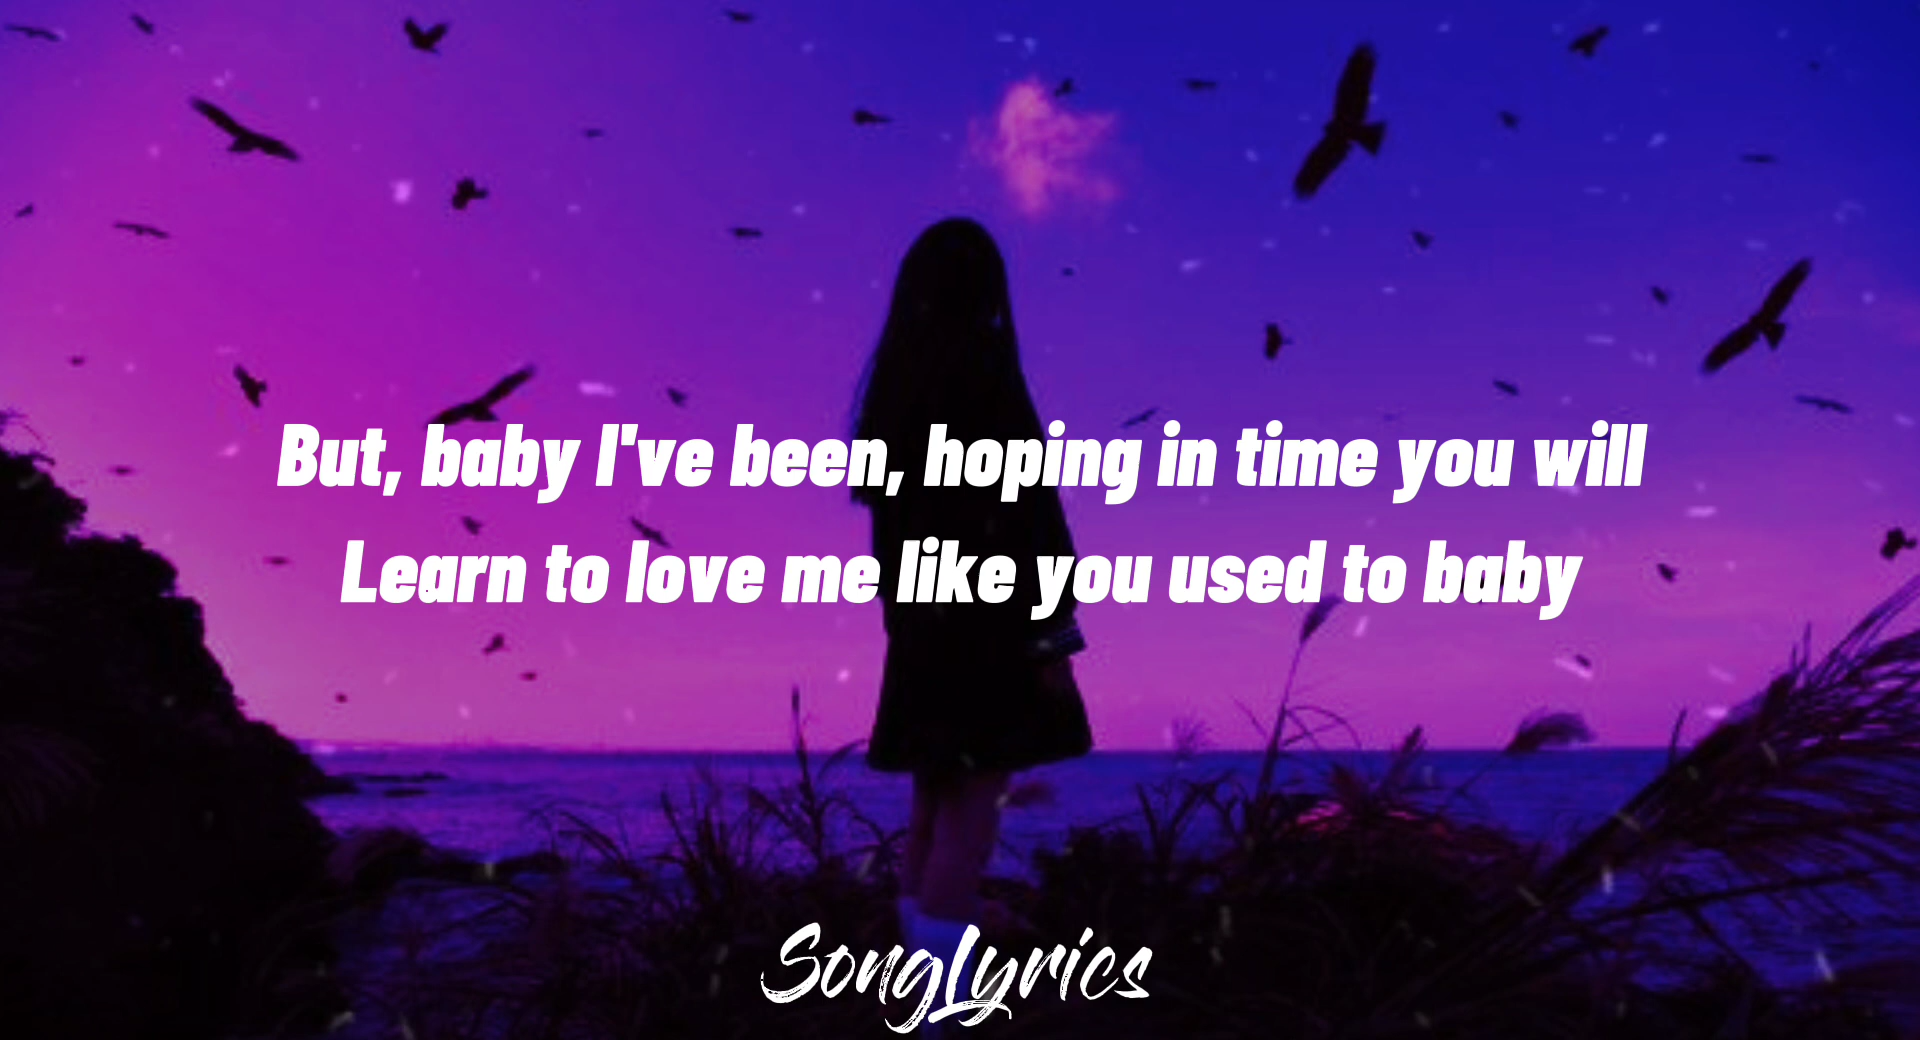 But, baby I've been, hoping in time you will
Learn to love me like you used to baby
SongLyrics